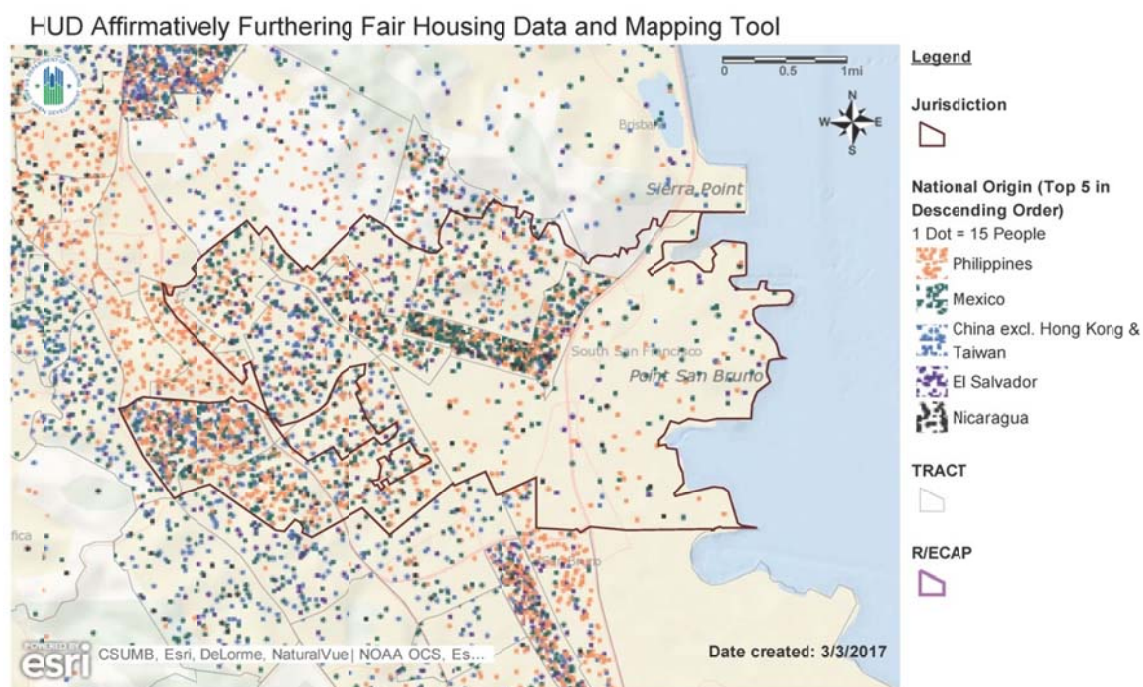 HUD Affirmatively Furthering Fair Housing Data and Mapping Tool
Legend
0 0.5 1mi
Jurisdiction
N
W E
S
Sierra Point
National Origin (Top 5 in
Descending Order)
1 Dot = 15 People
Philippines
Mexico
China excl. Hong Kong &
Taiwan
El Salvador
Nicaragua
South San Francisco
Point San Bruno
TRACT
fica
R/ECAP
POWERED BY
esri
CSUMB, Esri, DeLorme, NaturalVue| NOAA OCS, Es...
Date created: 3/3/2017